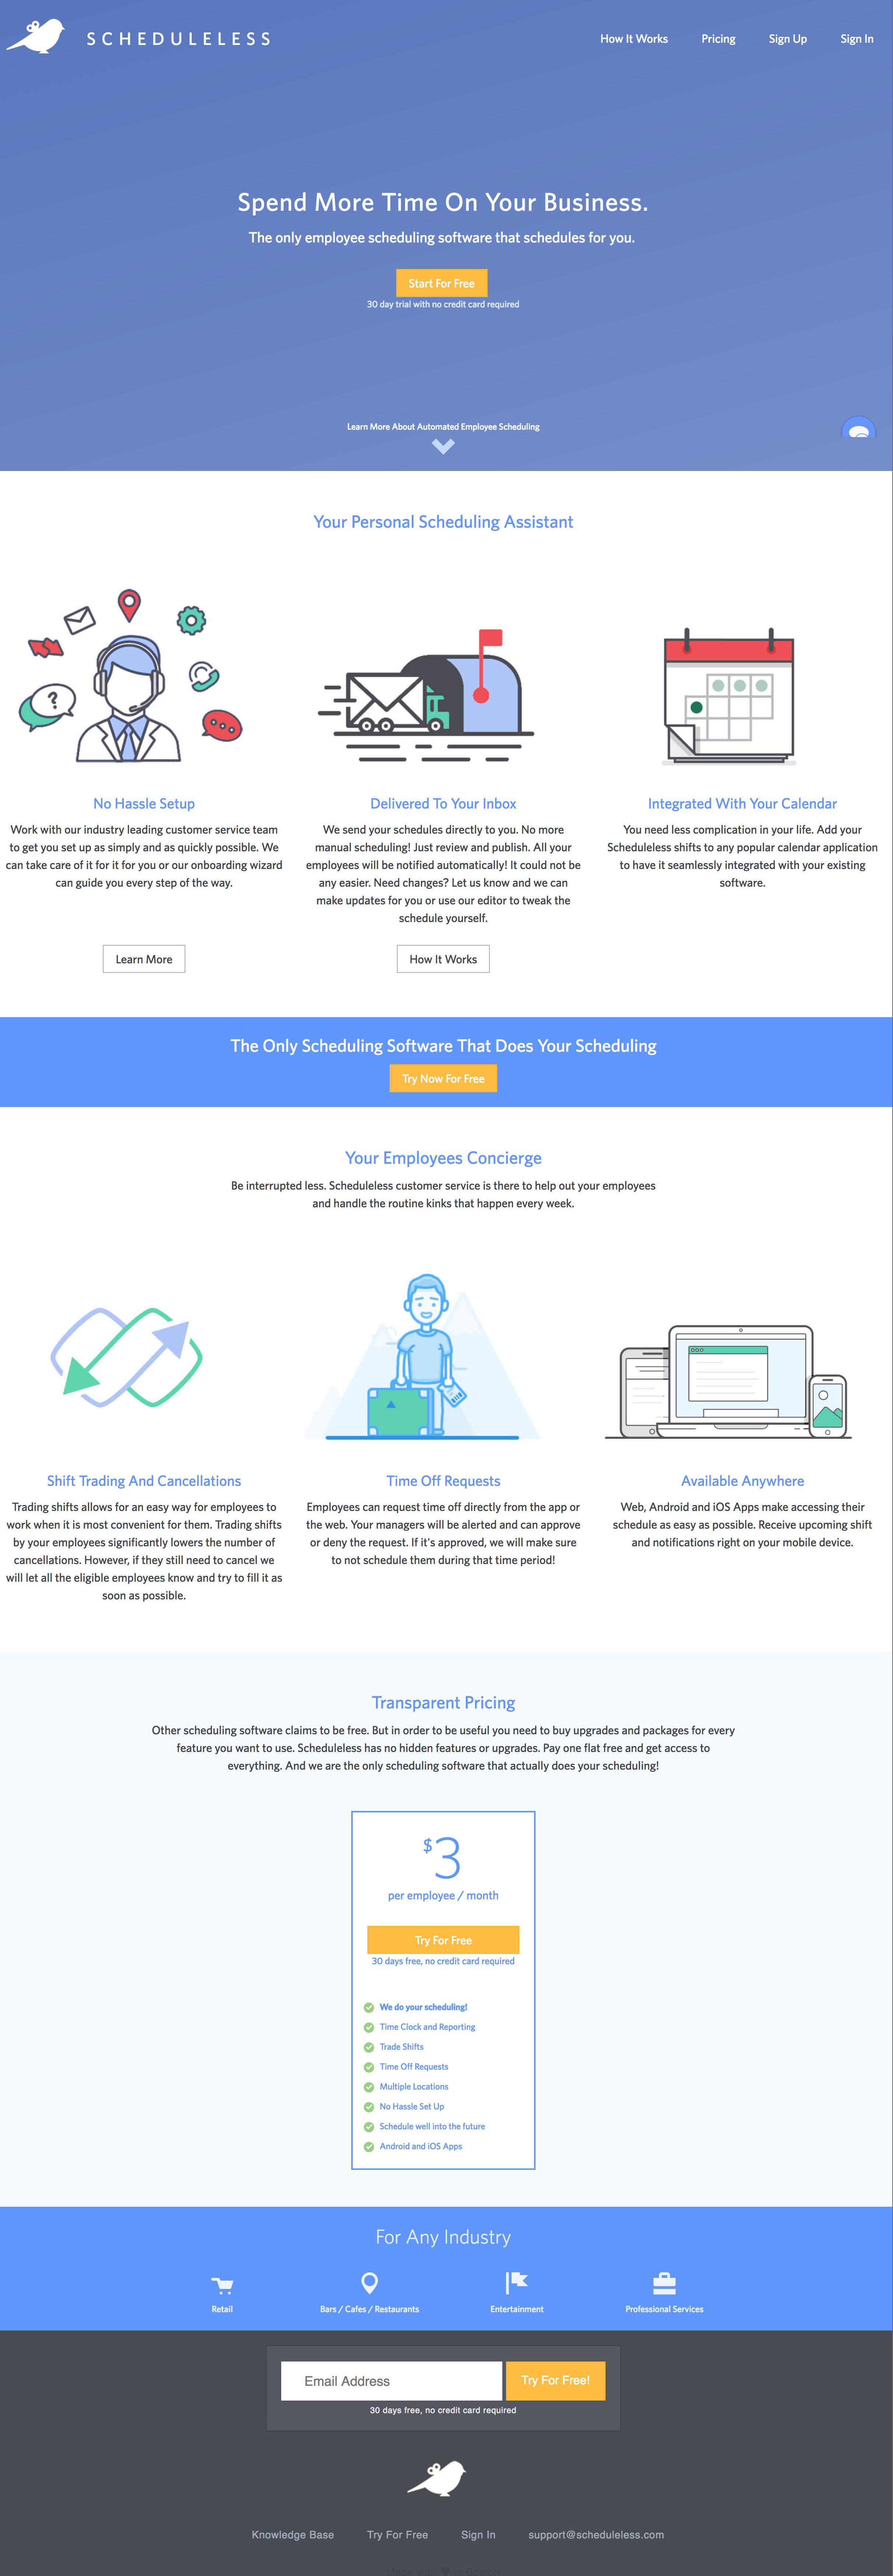 SCHEDULELESS
How It Works
Pricing
Sign Up
Sign In
Spend More Time On Your Business.
The only employee scheduling software that schedules for you.
Start For Free
30 day trial with no credit card required
Learn More About Automated Employee Scheduling
Your Personal Scheduling Assistant
?
No Hassle Setup
Work with our industry leading customer service team
to get you set up as simply and as quickly possible. We
can take care of it for it for you or our onboarding wizard
can guide you every step of the way.
Learn More
Delivered To Your Inbox
We send your schedules directly to you. No more
manual scheduling! Just review and publish. All your
employees will be notified automatically! It could not be
any easier. Need changes? Let us know and we can
make updates for you or use our editor to tweak the
schedule yourself.
How It Works
Integrated With Your Calendar
You need less complication in your life. Add your
Scheduleless shifts to any popular calendar application
to have it seamlessly integrated with your existing
software.
The Only Scheduling Software That Does Your Scheduling
Try Now For Free
Your Employees Concierge
Be interrupted less. Scheduleless customer service is there to help out your employees
and handle the routine kinks that happen every week.
Shift Trading And Cancellations
Trading shifts allows for an easy way for employees to
work when it is most convenient for them. Trading shifts
by your employees significantly lowers the number of
cancellations. However, if they still need to cancel we
will let all the eligible employees know and try to fill it as
soon as possible.
Time Off Requests
Employees can request time off directly from the app or
the web. Your managers will be alerted and can approve
or deny the request. If it's approved, we will make sure
to not schedule them during that time period!
Available Anywhere
Web, Android and iOS Apps make accessing their
schedule as easy as possible. Receive upcoming shift
and notifications right on your mobile device.
Transparent Pricing
Other scheduling software claims to be free. But in order to be useful you need to buy upgrades and packages for every
feature you want to use. Scheduleless has no hidden features or upgrades. Pay one flat free and get access to
everything. And we are the only scheduling software that actually does your scheduling!
$3
per employee / month
Try For Free
30 days free, no credit card required
We do your scheduling!
Time Clock and Reporting
Trade Shifts
Time Off Requests
Multiple Locations
No Hassle Set Up
Schedule well into the future
Android and iOS Apps
For Any Industry
Retail
Bars / Cafes / Restaurants
Entertainment
Professional Services
Email Address
Try For Free!
30 days free, no credit card required
Knowledge Base
Try For Free
Sign In
support@scheduleless.com